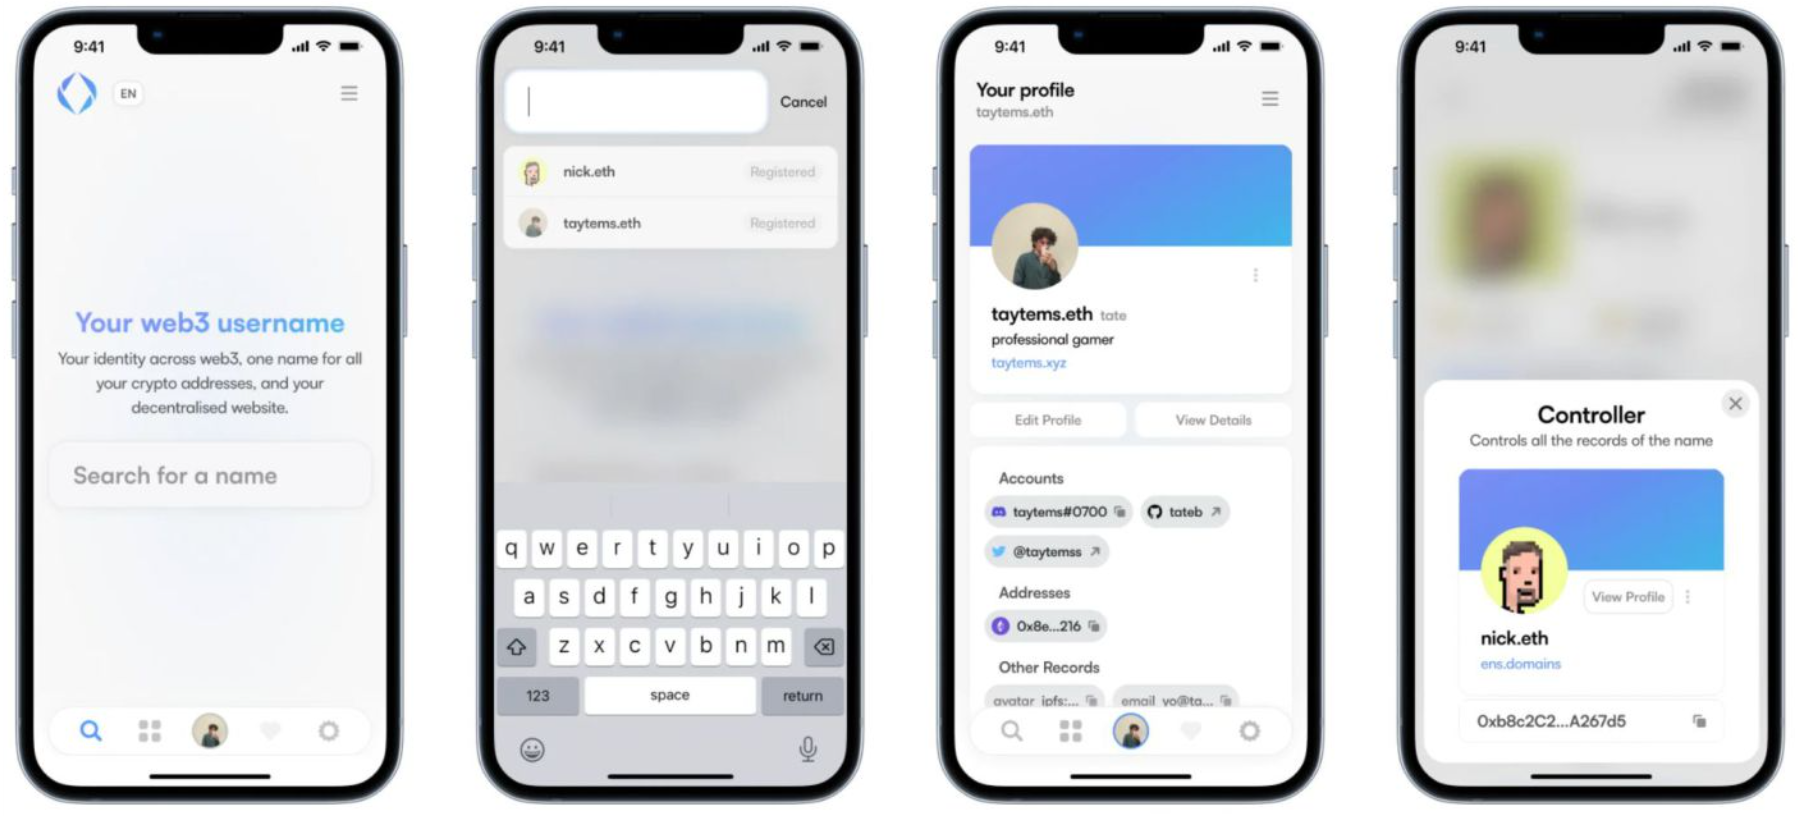 9:41
EN
Your web3 username
Your identity across web3, one name for all
your crypto addresses, and your
decentralised website.
Search for a name
9:41
Cancel
nick.eth Registered
taytems.eth Registered
q w e r t y u i o p
a s d f g h j k l
z x c v b n m
123 space return
9:41
Your profile
taytems.eth
taytems.eth tate
professional gamer
taytems.xyz
Edit Profile View Details
Accounts
taytems#0700 tateb
@taytemss
Addresses
0x8e...216
Other Records
avatar ipfs:... email yo@ta...
9:41
Controller
Controls all the records of the name
View Profile
nick.eth
ens.domains
0xb8c2C2...A267d5